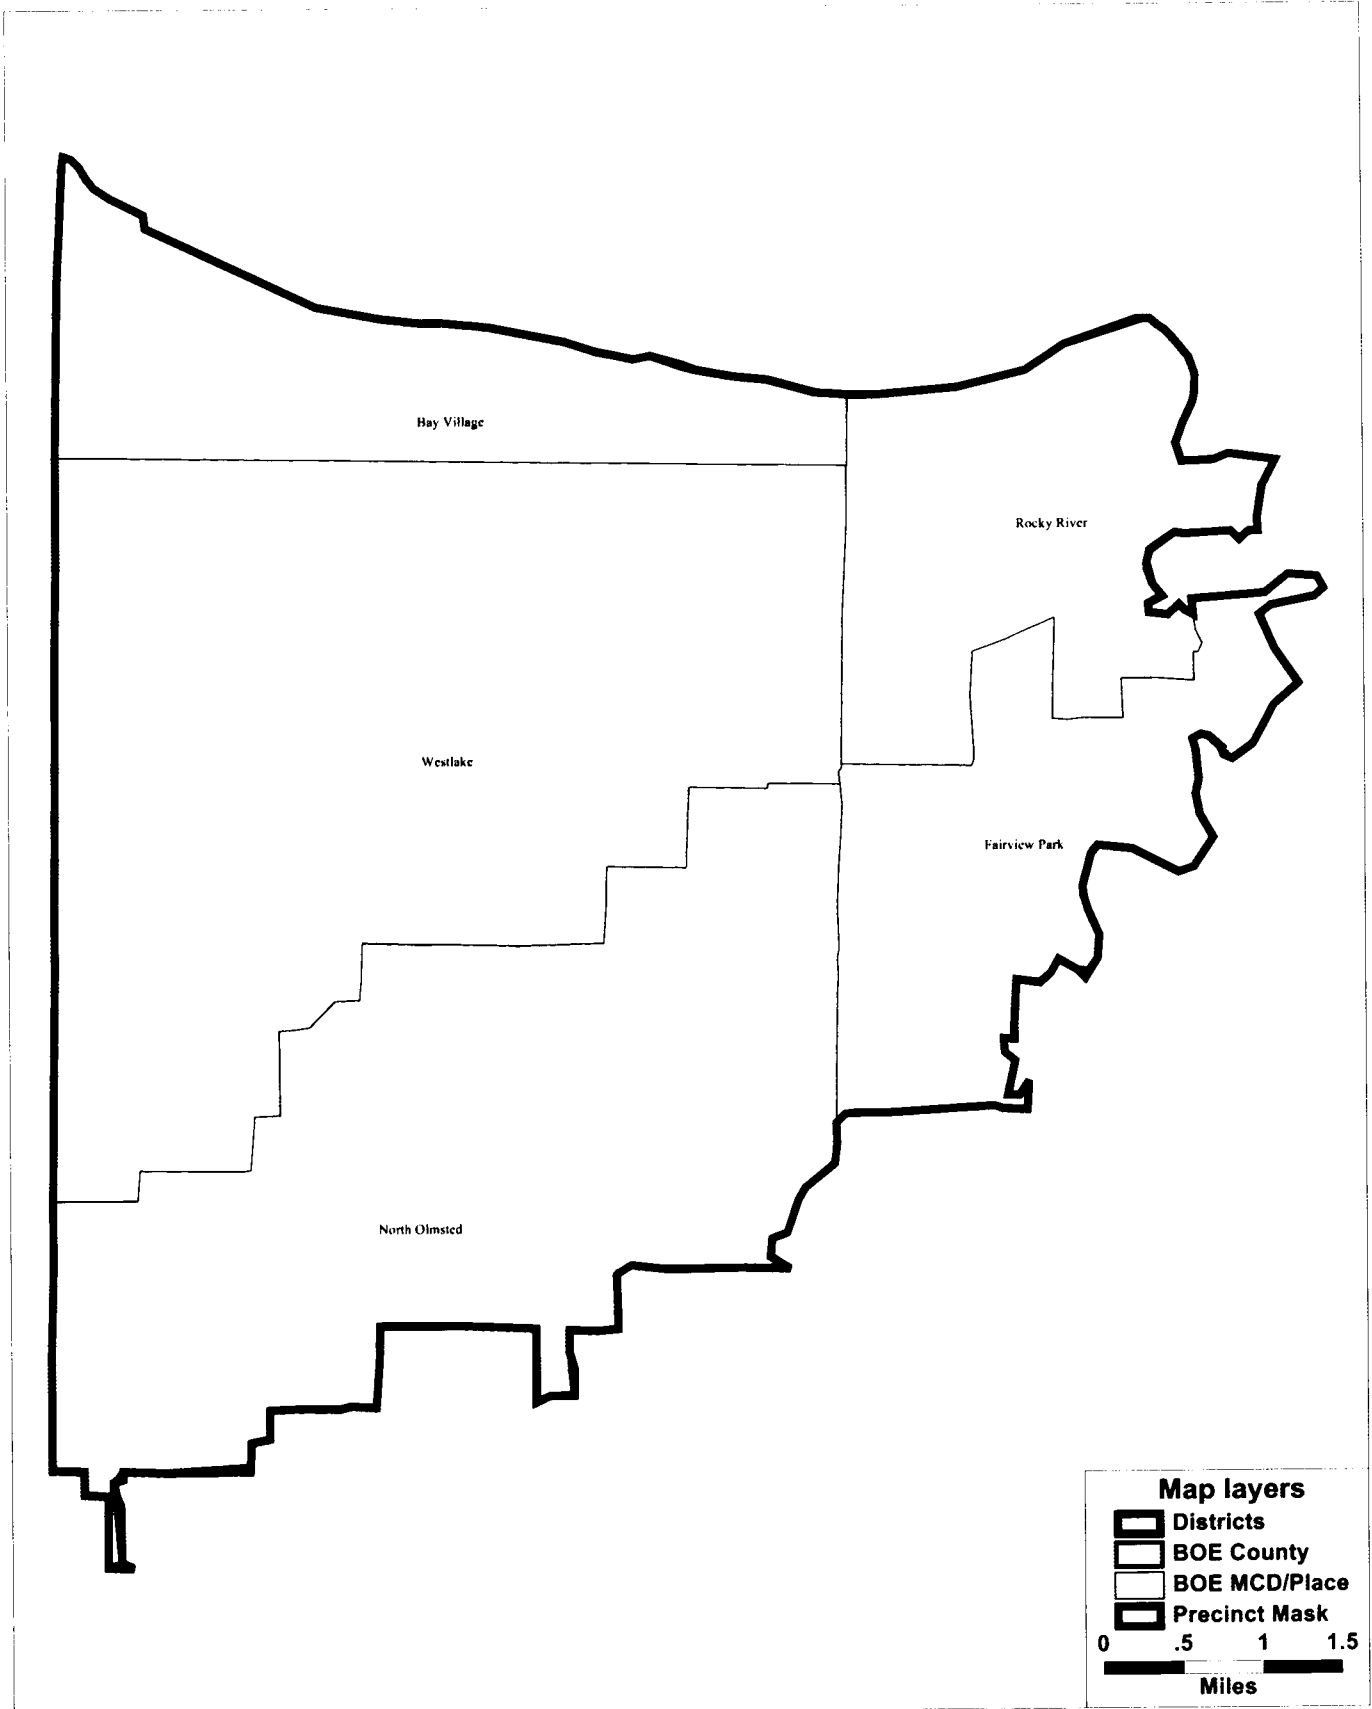 Bay Village
Rocky River
Westlake
Fairview Park
North Olmsted
Map layers
Districts
BOE County
BOE MCD/Place
Precinct Mask
0 .5 1 1.5
Miles